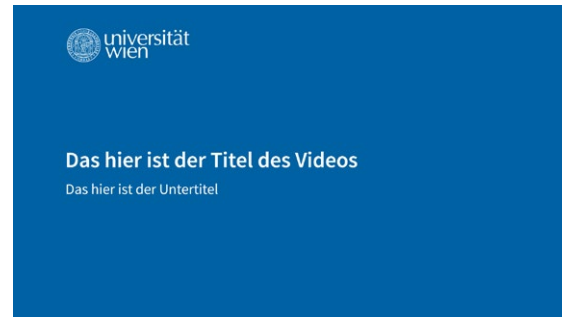 universität
wien
Das hier ist der Titel des Videos
Das hier ist der Untertitel